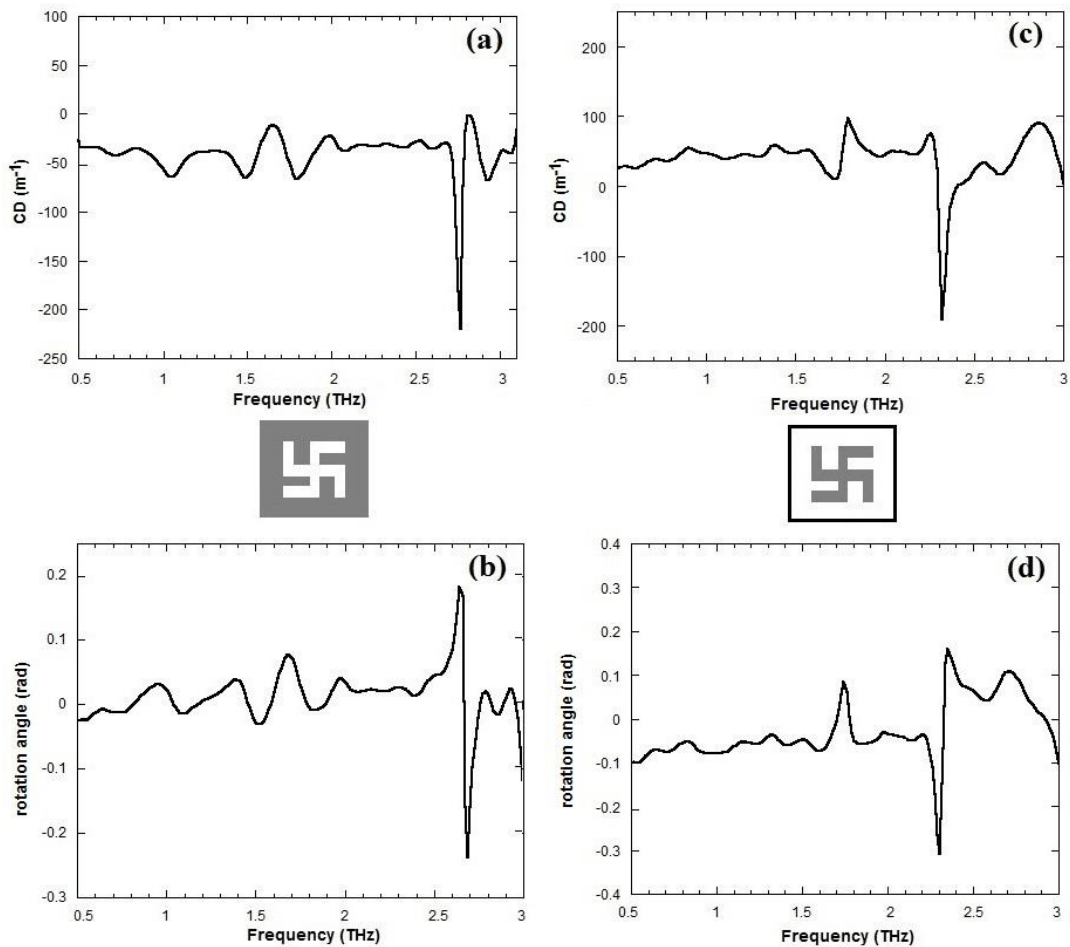 (a)
100
50
0
-50
-100
-150
-200
-250
CD (m⁻¹)
0.5 1 1.5 2 2.5 3
Frequency (THz)
(c)
200
100
0
-100
-200
CD (m⁻¹)
0.5 1 1.5 2 2.5 3
Frequency (THz)
(b)
0.2
0.1
0
-0.1
-0.2
-0.3
rotation angle (rad)
0.5 1 1.5 2 2.5 3
Frequency (THz)
(d)
0.4
0.3
0.2
0.1
0
-0.1
-0.2
-0.3
-0.4
rotation angle (rad)
0.5 1 1.5 2 2.5 3
Frequency (THz)